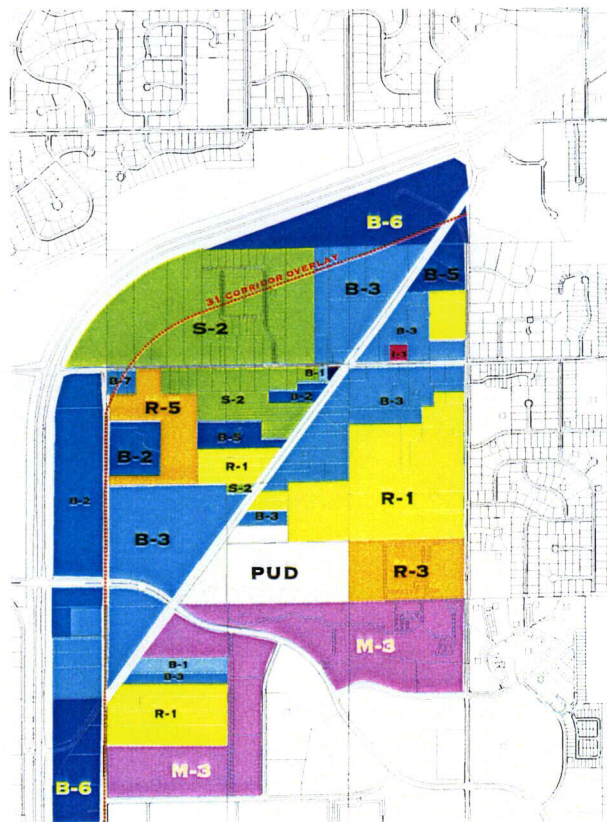 B-6
31 CORRIDOR OVERLAY
B-5
B-3
S-2
B-3
I-1
B-1
B-7
B-2
S-2
B-3
R-5
B-5
B-2
R-1
S-2
B-2
R-1
B-3
B-3
PUD
R-3
M-3
B-1
B-3
R-1
M-3
B-6